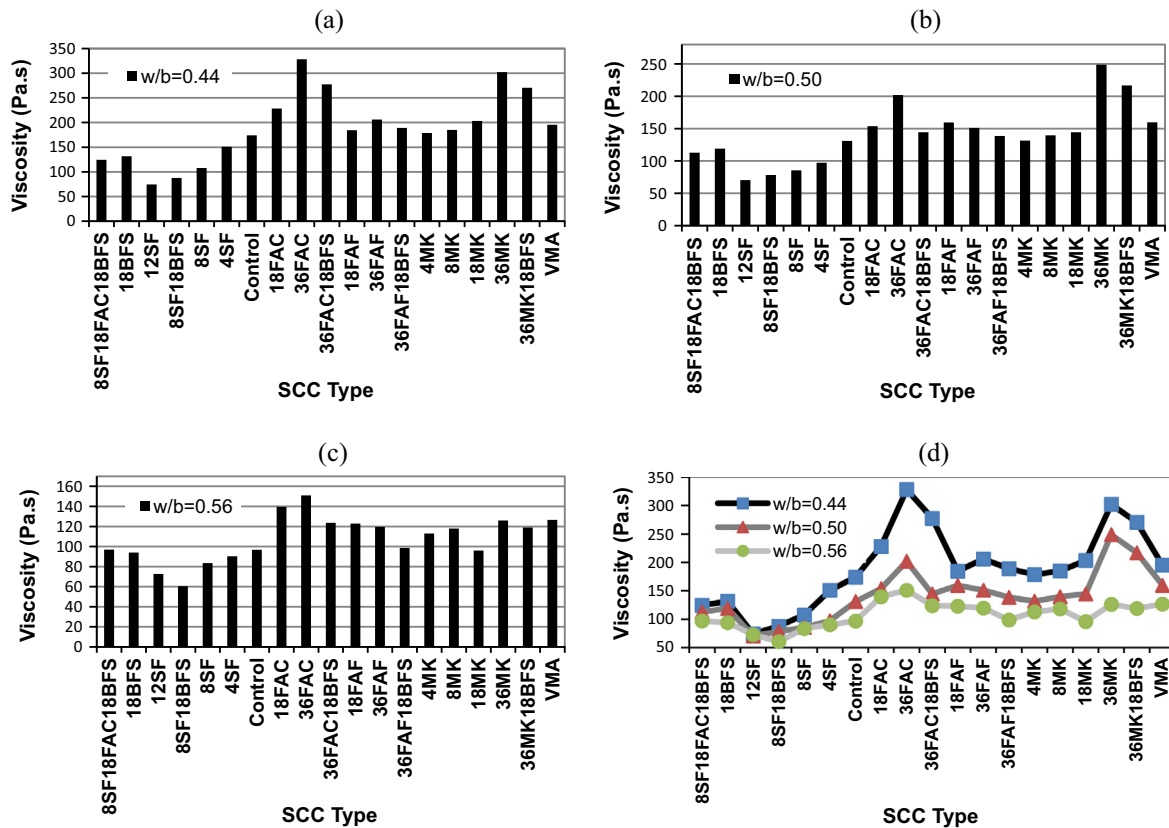 (a)
Viscosity (Pa.s)
350
300
250
200
150
100
50
0
w/b=0.44
8SF18FAC18BFS
18BFS
12SF
8SF18BFS
8SF
4SF
Control
18FAC
36FAC
36FAC18BFS
18FAF
36FAF
36FAF18BFS
4MK
8MK
18MK
36MK
36MK18BFS
VMA
SCC Type
(b)
Viscosity (Pa.s)
250
200
150
100
50
0
w/b=0.50
8SF18FAC18BFS
18BFS
12SF
8SF18BFS
8SF
4SF
Control
18FAC
36FAC
36FAC18BFS
18FAF
36FAF
36FAF18BFS
4MK
8MK
18MK
36MK
36MK18BFS
VMA
SCC Type
(c)
Viscosity (Pa.s)
160
140
120
100
80
60
40
20
0
w/b=0.56
8SF18FAC18BFS
18BFS
12SF
8SF18BFS
8SF
4SF
Control
18FAC
36FAC
36FAC18BFS
18FAF
36FAF
36FAF18BFS
4MK
8MK
18MK
36MK
36MK18BFS
VMA
SCC Type
(d)
Viscosity (Pa.s)
350
300
250
200
150
100
50
w/b=0.44
w/b=0.50
w/b=0.56
8SF18FAC18BFS
18BFS
12SF
8SF18BFS
8SF
4SF
Control
18FAC
36FAC
36FAC18BFS
18FAF
36FAF
36FAF18BFS
4MK
8MK
18MK
36MK
36MK18BFS
VMA
SCC Type